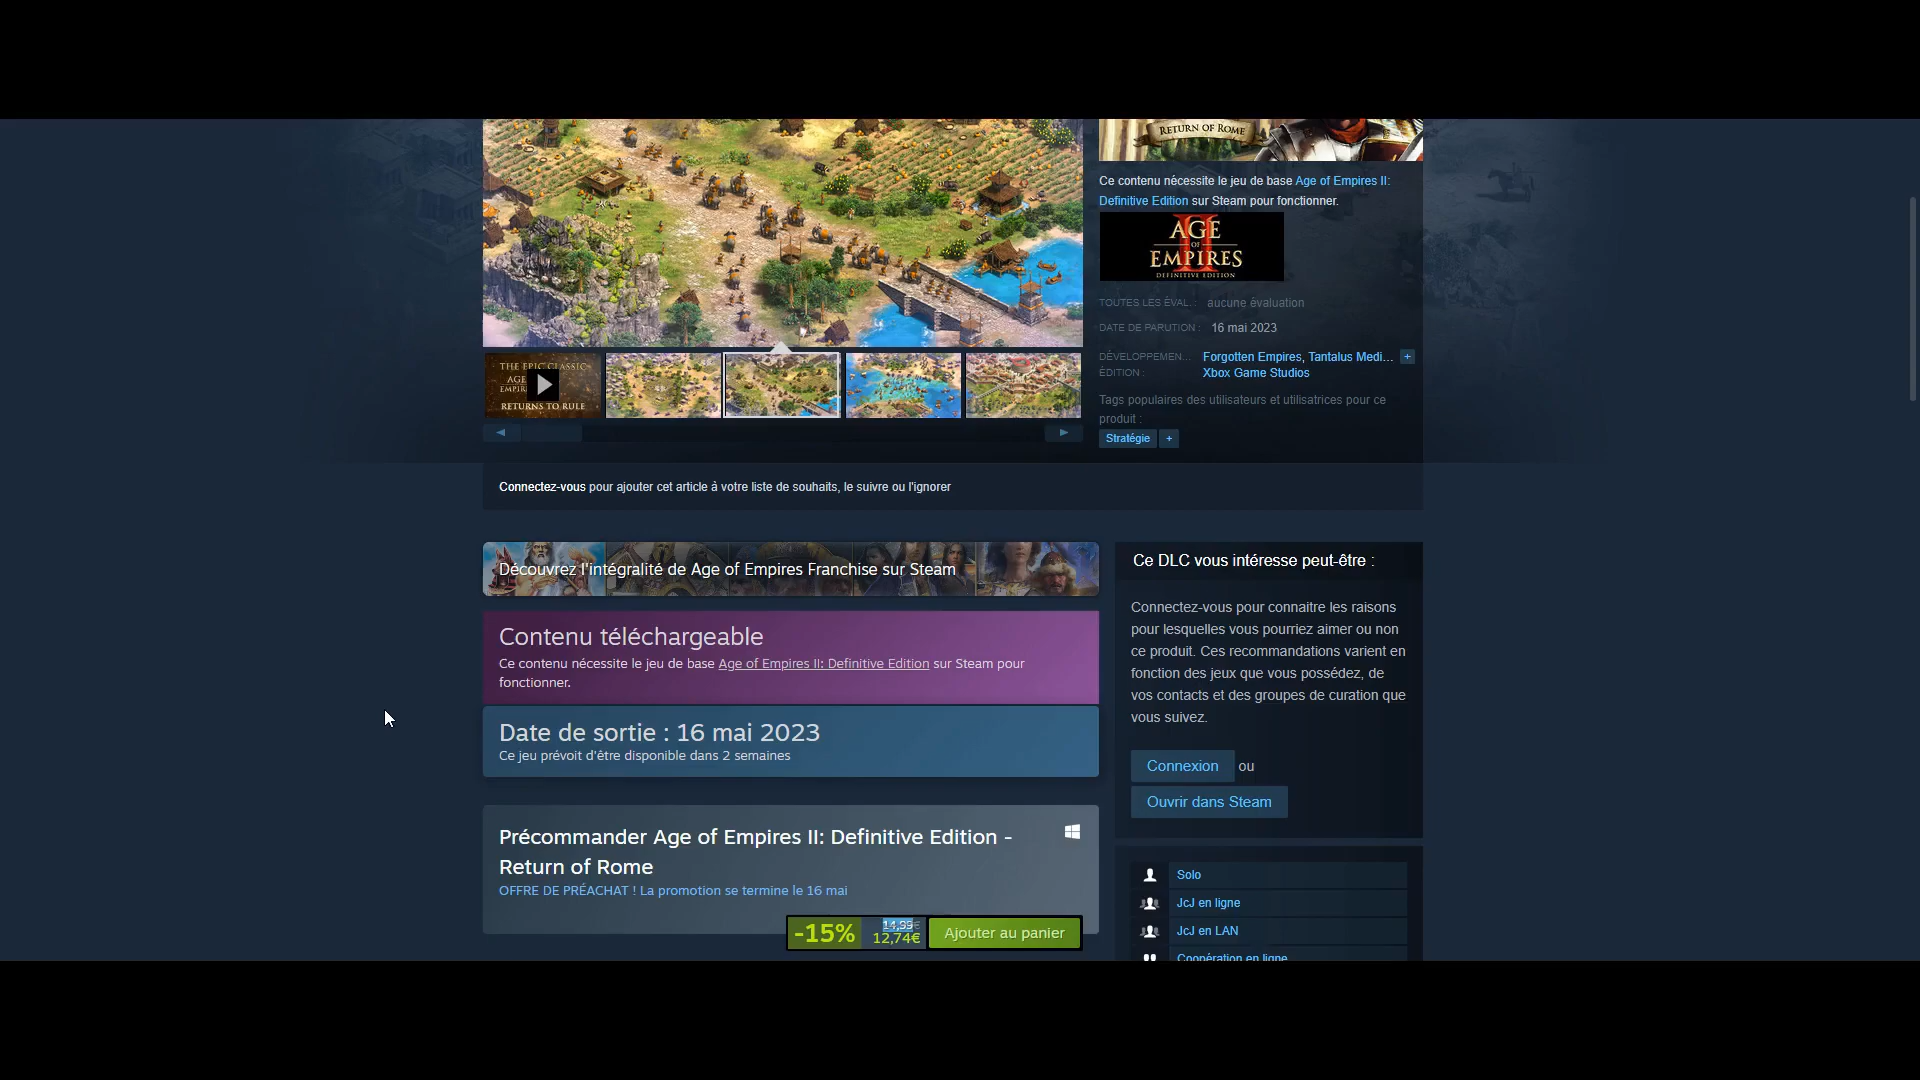 RETURN OF ROME
Ce contenu nécessite le jeu de base Age of Empires II:
Definitive Edition sur Steam pour fonctionner.
AGE
OF
II
EMPIRES
DEFINITIVE EDITION
TOUTES LES ÉVAL. : aucune évaluation
DATE DE PARUTION : 16 mai 2023
THE EPIC CLASSIC
AGE
EMPIR
RETURNS TO RULE
DÉVELOPPEMEN... Forgotten Empires, Tantalus Medi... +
ÉDITION : Xbox Game Studios
Tags populaires des utilisateurs et utilisatrices pour ce
produit :
Stratégie +
Connectez-vous pour ajouter cet article à votre liste de souhaits, le suivre ou l'ignorer
Découvrez l'intégralité de Age of Empires Franchise sur Steam
Contenu téléchargeable
Ce contenu nécessite le jeu de base Age of Empires II: Definitive Edition sur Steam pour
fonctionner.
Date de sortie : 16 mai 2023
Ce jeu prévoit d'être disponible dans 2 semaines
Précommander Age of Empires II: Definitive Edition -
Return of Rome
OFFRE DE PRÉACHAT ! La promotion se termine le 16 mai
-15% 14,99€
12,74€
Ajouter au panier
Ce DLC vous intéresse peut-être :
Connectez-vous pour connaitre les raisons
pour lesquelles vous pourriez aimer ou non
ce produit. Ces recommandations varient en
fonction des jeux que vous possédez, de
vos contacts et des groupes de curation que
vous suivez.
Connexion ou
Ouvrir dans Steam
Solo
JcJ en ligne
JcJ en LAN
Coopération en ligne